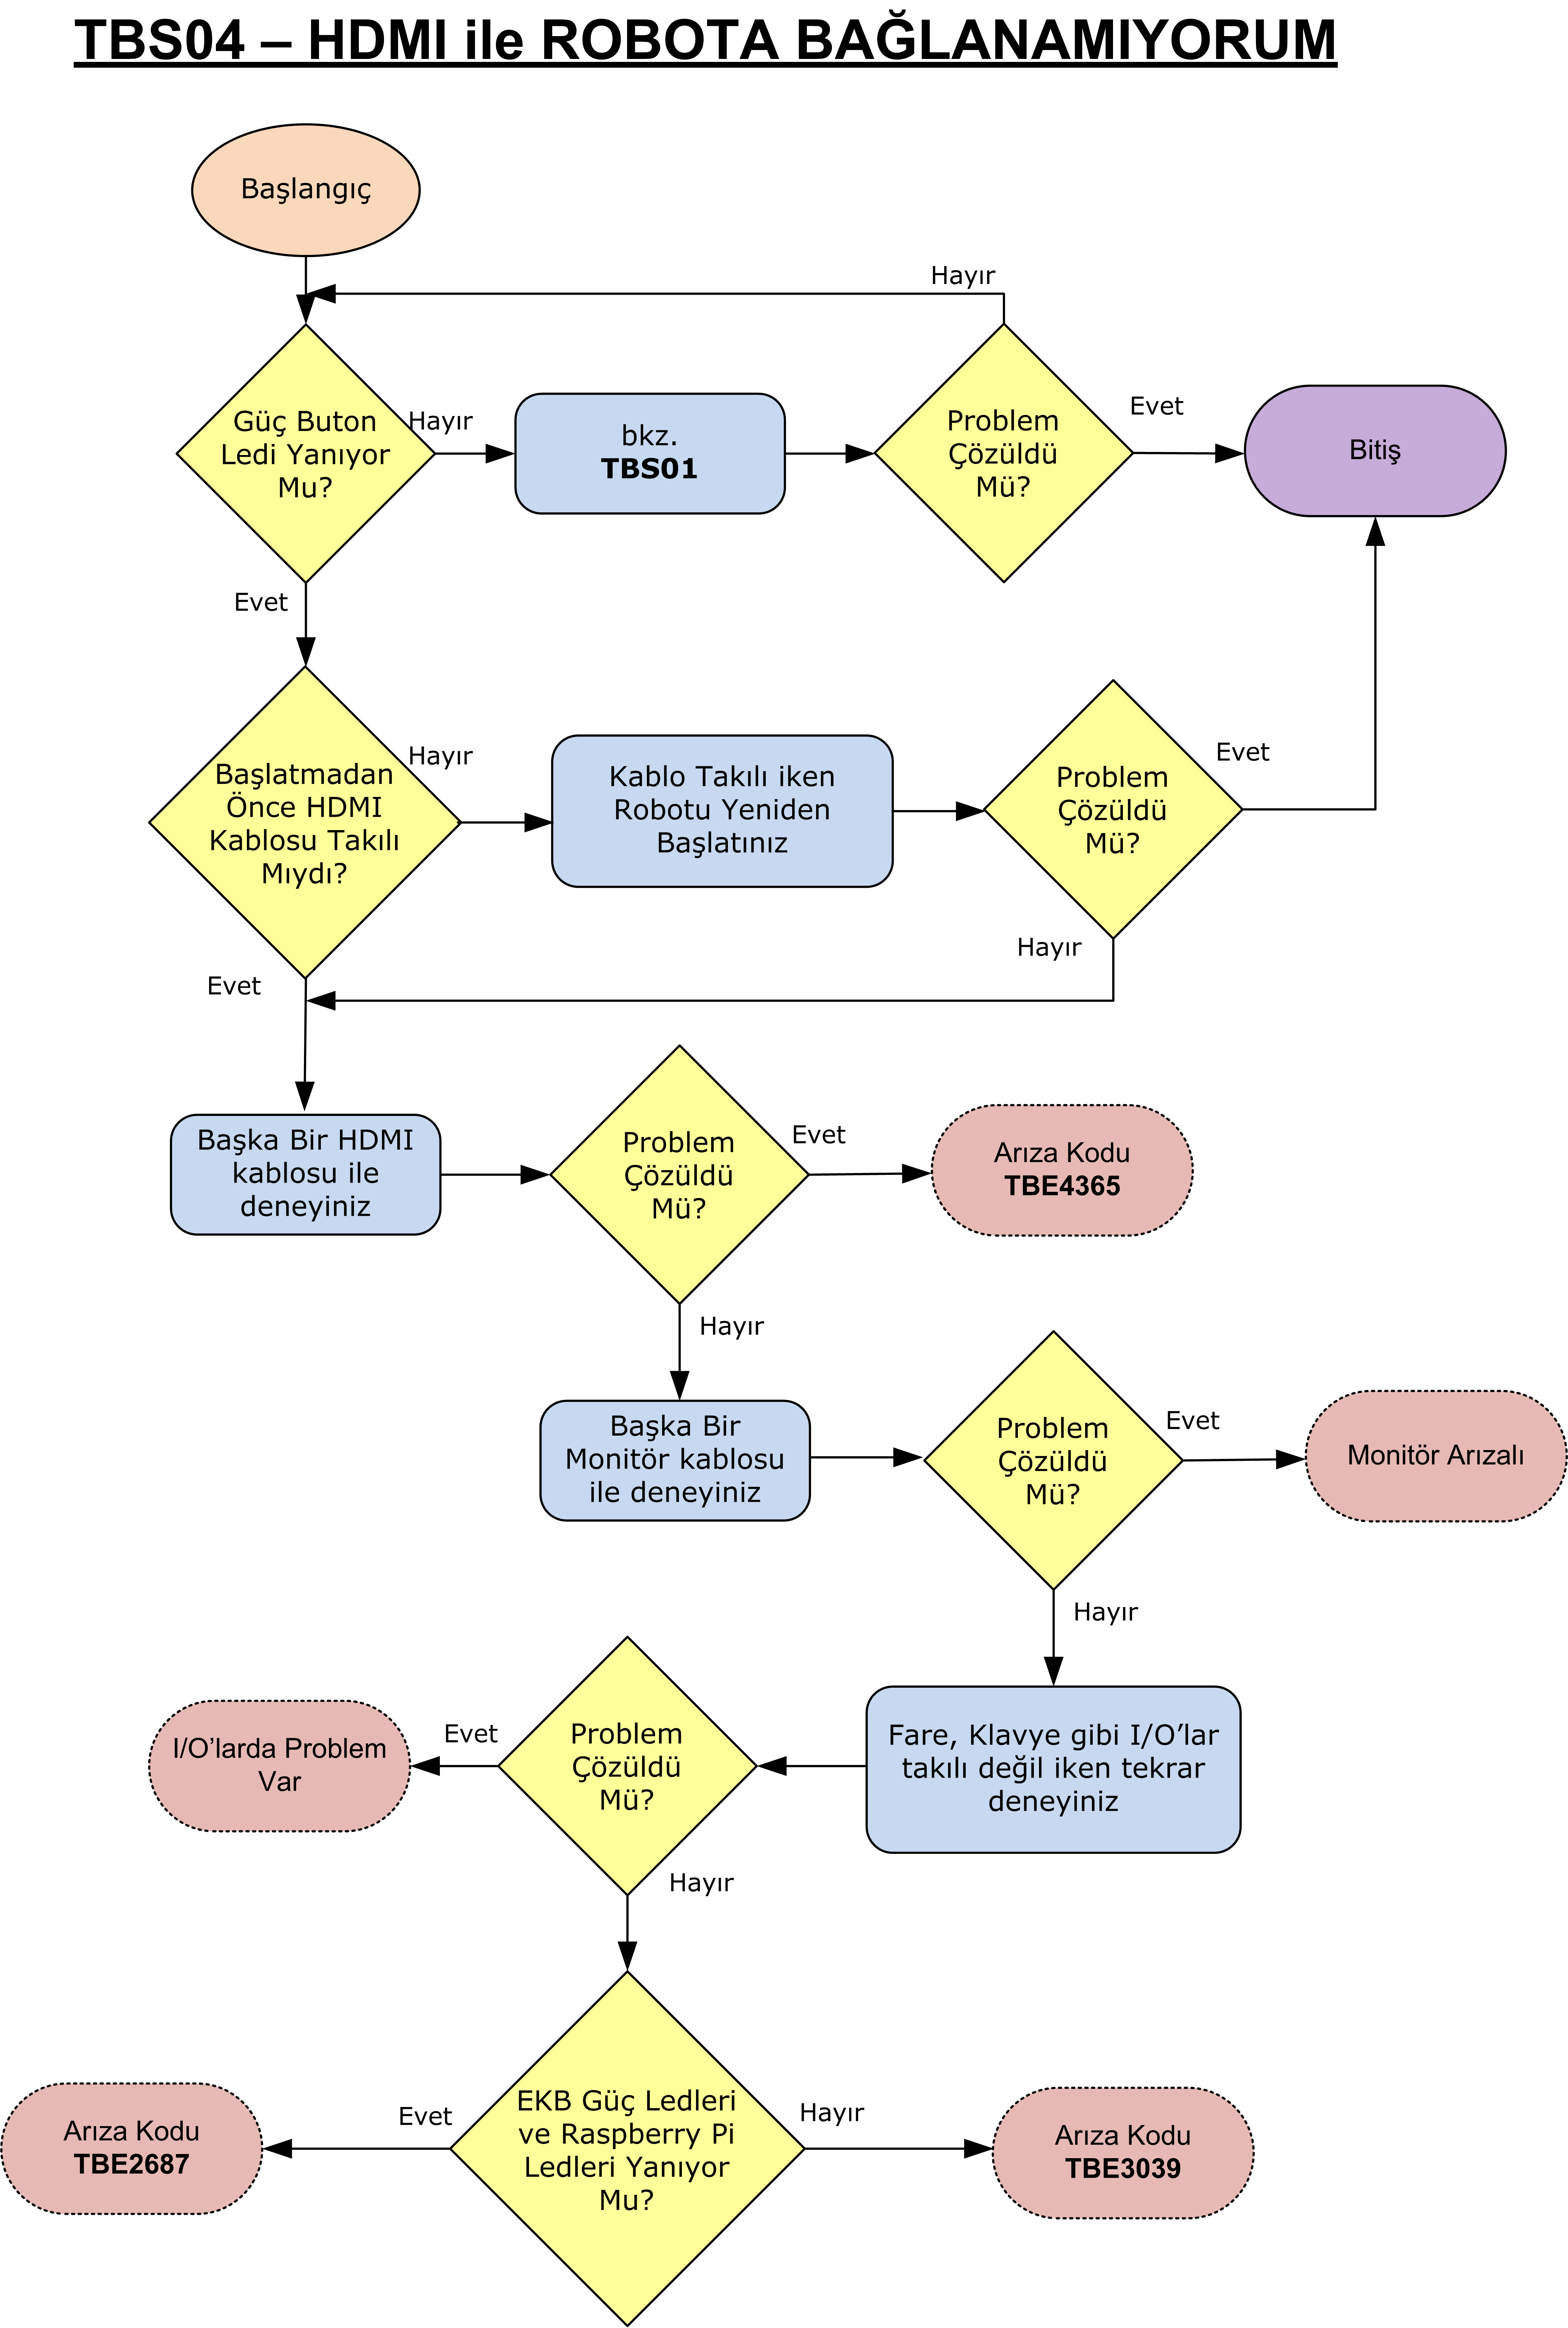 TBS04 – HDMI ile ROBOTA BAĞLANAMIYORUM
Başlangıç
Hayır
Güç Buton
Ledi Yanıyor
Mu?
Hayır
bkz.
TBS01
Problem
Çözüldü
Mü?
Evet
Bitiş
Evet
Başlatmadan
Önce HDMI
Kablosu Takılı
Mıydı?
Hayır
Kablo Takılı iken
Robotu Yeniden
Başlatınız
Problem
Çözüldü
Mü?
Evet
Hayır
Evet
Başka Bir HDMI
kablosu ile
deneyiniz
Problem
Çözüldü
Mü?
Evet
Arıza Kodu
TBE4365
Hayır
Başka Bir
Monitör kablosu
ile deneyiniz
Problem
Çözüldü
Mü?
Evet
Monitör Arızalı
Hayır
Fare, Klavye gibi I/O’lar
takılı değil iken tekrar
deneyiniz
Problem
Çözüldü
Mü?
Evet
I/O’larda Problem
Var
Hayır
EKB Güç Ledleri
ve Raspberry Pi
Ledleri Yanıyor
Mu?
Evet
Arıza Kodu
TBE2687
Hayır
Arıza Kodu
TBE3039